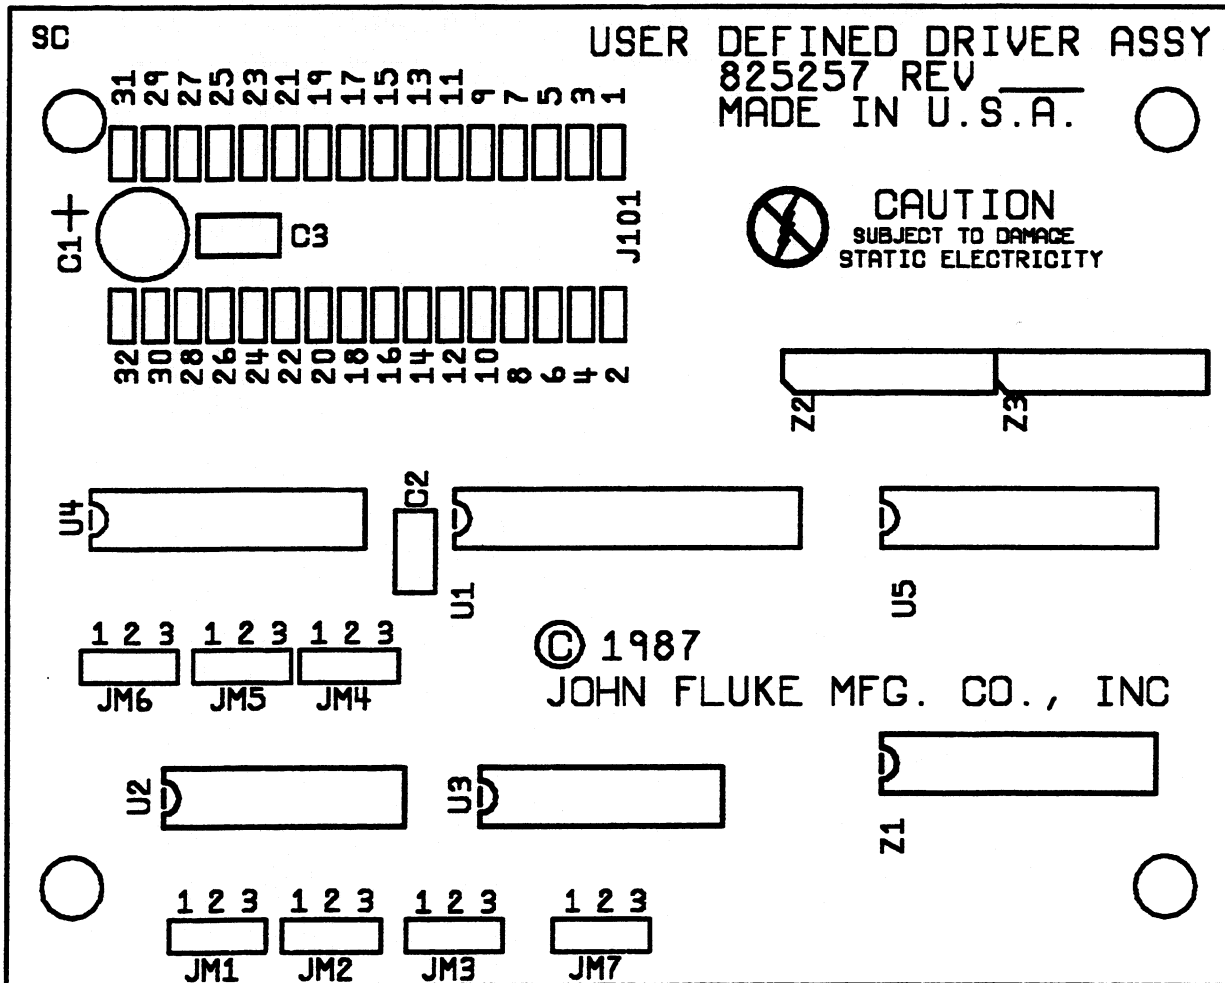 SC
USER DEFINED DRIVER ASSY
825257 REV ____
MADE IN U.S.A.
31 29 27 25 23 21 19 17 15 13 11 9 7 5 3 1
C1 +
C3
J101
CAUTION
SUBJECT TO DAMAGE
STATIC ELECTRICITY
32 30 28 26 24 22 20 18 16 14 12 10 8 6 4 2
Z2
Z3
U4
C2
U1
U5
1 2 3
1 2 3
1 2 3
JM6
JM5
JM4
© 1987
JOHN FLUKE MFG. CO., INC
U2
U3
Z1
1 2 3
1 2 3
1 2 3
1 2 3
JM1
JM2
JM3
JM7